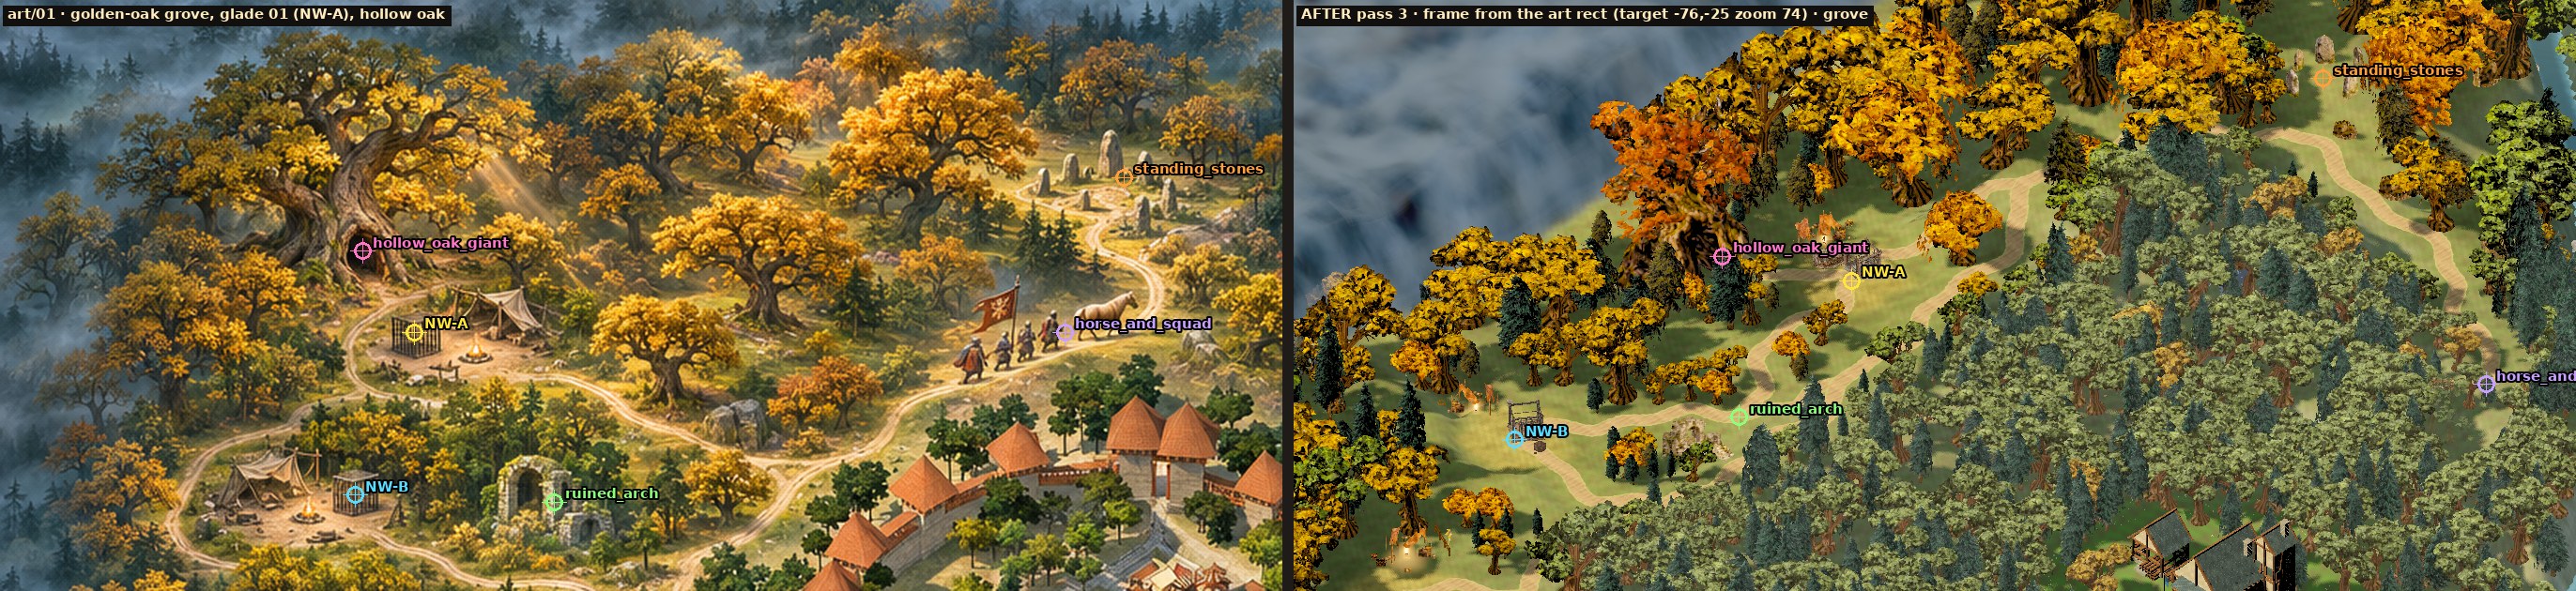 art/01 · golden-oak grove, glade 01 (NW-A), hollow oak
standing_stones
hollow_oak_giant
NW-A
horse_and_squad
NW-B
ruined_arch
AFTER pass 3 · frame from the art rect (target -76,-25 zoom 74) · grove
standing_stones
hollow_oak_giant
NW-A
horse_and
ruined_arch
NW-B